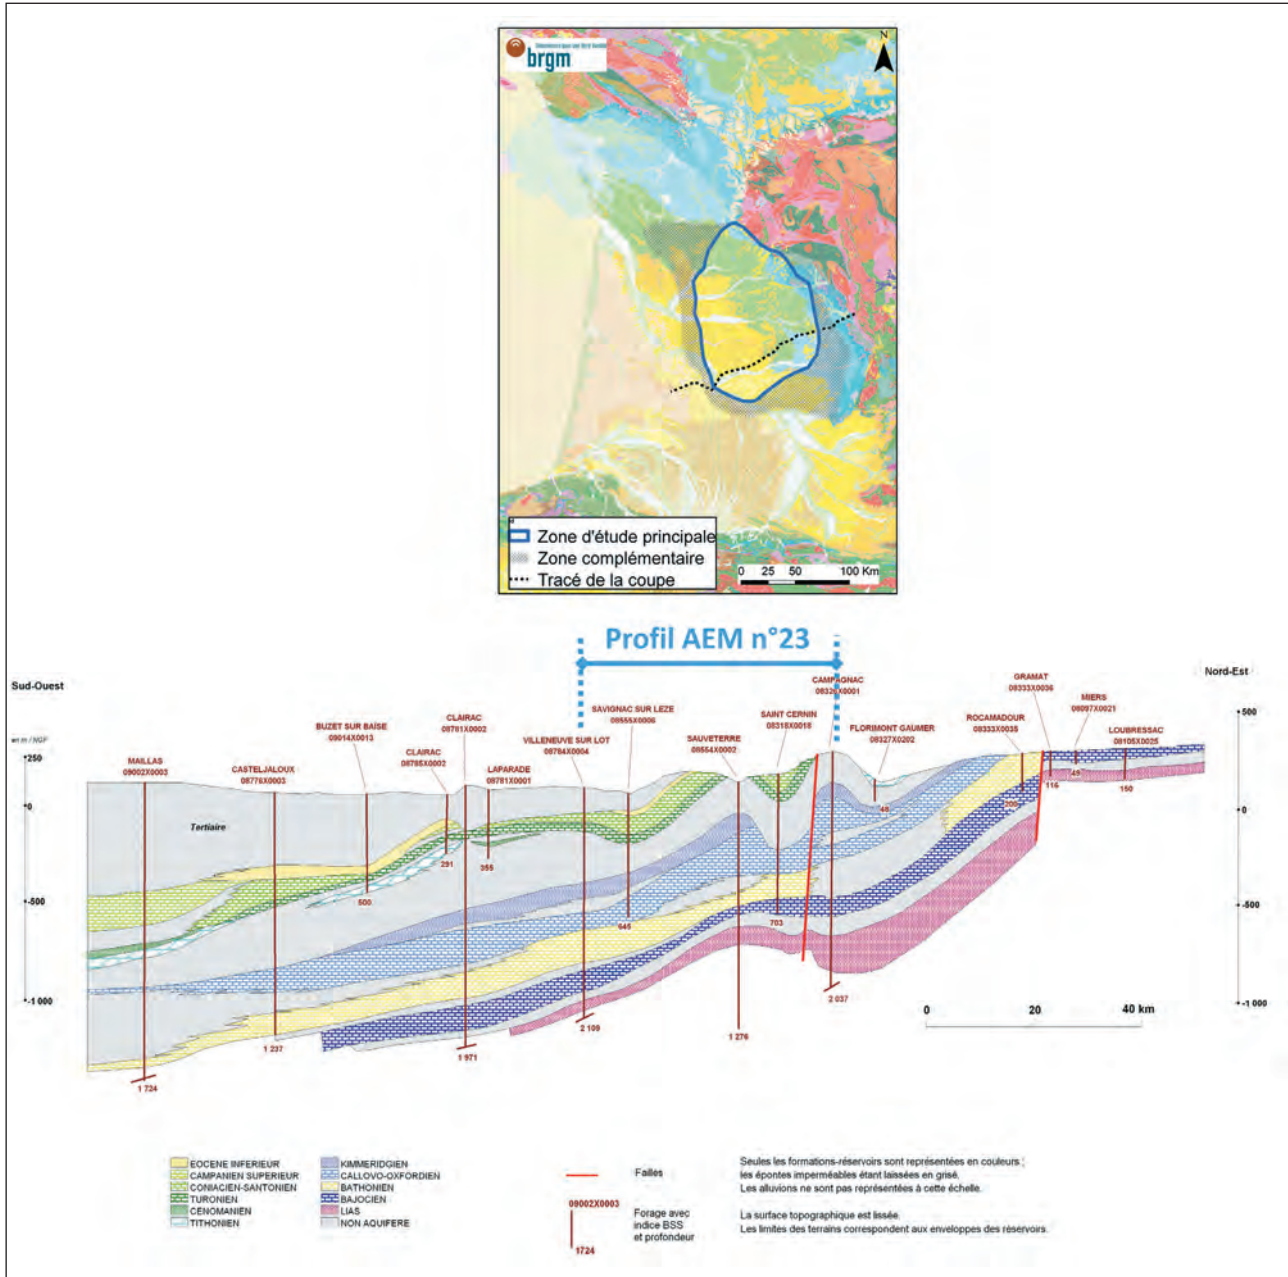 brgm
N
Zone d'étude principale
Zone complémentaire
Tracé de la coupe
0 25 50 100 Km
Profil AEM n°23
Sud-Ouest
Nord-Est
en m / NGF
250
0
-500
-1 000
500
0
-500
-1 000
MAILLAS
09002X0003
CASTELJALOUX
08776X0003
BUZET SUR BAÏSE
09014X0013
CLAIRAC
08785X0002
CLAIRAC
08781X0002
LAPARADE
08781X0001
VILLENEUVE SUR LOT
08784X0004
SAVIGNAC SUR LEZE
08555X0006
SAUVETERRE
08554X0002
SAINT CERNIN
08318X0018
CAMPAGNAC
FLORIMONT GAUMER
08327X0202
ROCAMADOUR
08333X0035
GRAMAT
08333X0036
MIERS
08097X0021
LOUBRESSAC
08105X0025
Tertiaire
1 724
1 237
500
291
1 971
355
2 109
645
1 276
703
2 037
48
200
116
49
150
0 20 40 km
EOCENE INFERIEUR
CAMPANIEN SUPERIEUR
CONIACIEN-SANTONIEN
TURONIEN
CENOMANIEN
TITHONIEN
KIMMERIDGIEN
CALLOVO-OXFORDIEN
BATHONIEN
BAJOCIEN
LIAS
NON AQUIFERE
Failles
09002X0003
1724
Forage avec
indice BSS
et profondeur
Seules les formations-réservoirs sont représentées en couleurs ;
les épontes imperméables étant laissées en grisé.
Les alluvions ne sont pas représentées à cette échelle.
La surface topographique est lissée.
Les limites des terrains correspondent aux enveloppes des réservoirs.